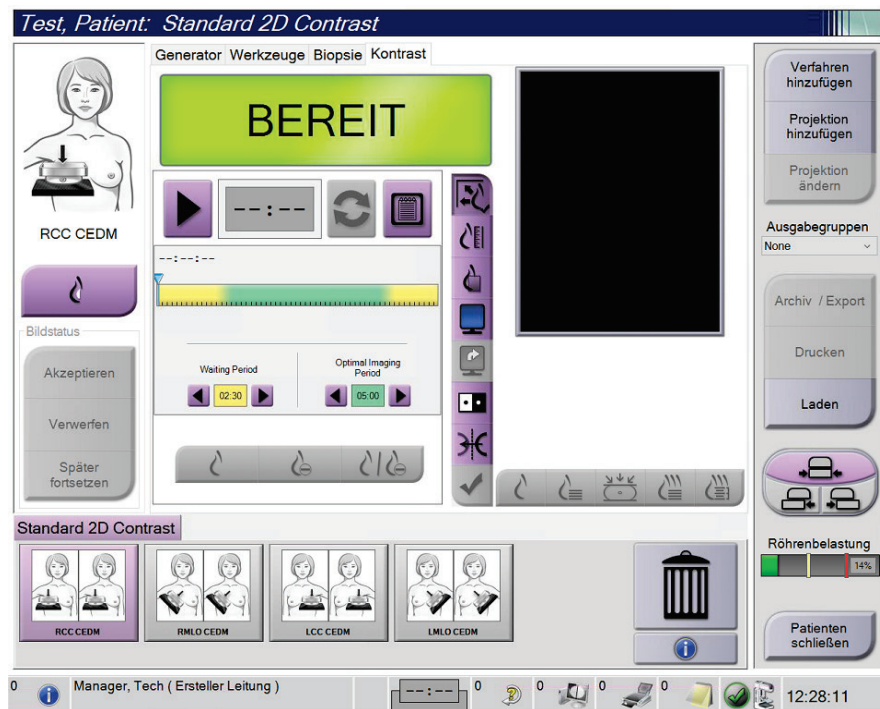 Test, Patient: Standard 2D Contrast
Generator Werkzeuge Biopsie Kontrast
BEREIT
RCC CEDM
--:--
--:--:--
Waiting Period
02:30
Optimal Imaging
Period
05:00
Bildstatus
Akzeptieren
Verwerfen
Später
fortsetzen
Verfahren
hinzufügen
Projektion
hinzufügen
Projektion
ändern
Ausgabegruppen
None
Archiv / Export
Drucken
Laden
Röhrenbelastung
14%
Patienten
schließen
Standard 2D Contrast
RCC CEDM
RMLO CEDM
LCC CEDM
LMLO CEDM
0 Manager, Tech ( Ersteller Leitung ) --:-- 0 0 0 0 12:28:11